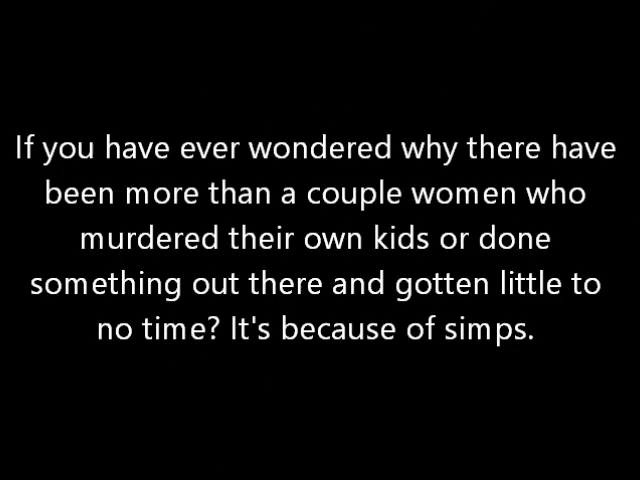 If you have ever wondered why there have
been more than a couple women who
murdered their own kids or done
something out there and gotten little to
no time? It's because of simps.